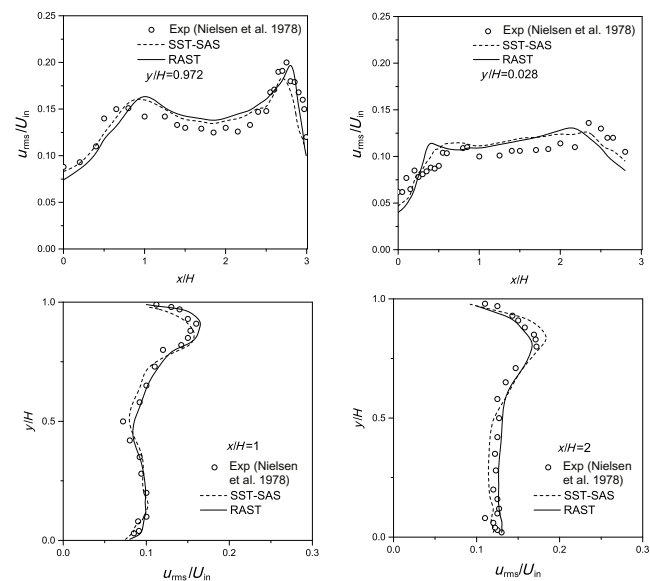 0.25
0.20
0.15
0.10
0.05
0.00
u_rms/U_in
Exp (Nielsen et al. 1978)
SST-SAS
RAST
y/H=0.972
0 1 2 3
x/H
0.25
0.20
0.15
0.10
0.05
0.00
u_rms/U_in
Exp (Nielsen et al. 1978)
SST-SAS
RAST
y/H=0.028
0 1 2 3
x/H
1.0
0.5
0.0
y/H
x/H=1
Exp (Nielsen
et al. 1978)
SST-SAS
RAST
0.0 0.1 0.2 0.3
u_rms/U_in
1.0
0.5
0.0
y/H
x/H=2
Exp (Nielsen
et al. 1978)
SST-SAS
RAST
0.0 0.1 0.2 0.3
u_rms/U_in